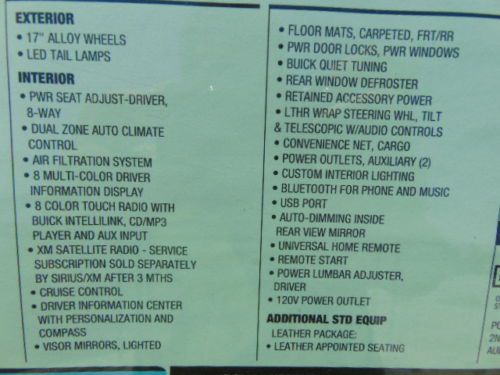 EXTERIOR
• 17" ALLOY WHEELS
• LED TAIL LAMPS
INTERIOR
• PWR SEAT ADJUST-DRIVER,
8-WAY
• DUAL ZONE AUTO CLIMATE
CONTROL
• AIR FILTRATION SYSTEM
• 8 MULTI-COLOR DRIVER
INFORMATION DISPLAY
• 8 COLOR TOUCH RADIO WITH
BUICK INTELLILINK, CD/MP3
PLAYER AND AUX INPUT
• XM SATELLITE RADIO - SERVICE
SUBSCRIPTION SOLD SEPARATELY
BY SIRIUS/XM AFTER 3 MTHS
• CRUISE CONTROL
• DRIVER INFORMATION CENTER
WITH PERSONALIZATION AND
COMPASS
• VISOR MIRRORS, LIGHTED
• FLOOR MATS, CARPETED, FRT/RR
• PWR DOOR LOCKS, PWR WINDOWS
• BUICK QUIET TUNING
• REAR WINDOW DEFROSTER
• RETAINED ACCESSORY POWER
• LTHR WRAP STEERING WHL, TILT
& TELESCOPIC W/AUDIO CONTROLS
• CONVENIENCE NET, CARGO
• POWER OUTLETS, AUXILIARY (2)
• CUSTOM INTERIOR LIGHTING
• BLUETOOTH FOR PHONE AND MUSIC
• USB PORT
• AUTO-DIMMING INSIDE
REAR VIEW MIRROR
• UNIVERSAL HOME REMOTE
• REMOTE START
• POWER LUMBAR ADJUSTER,
DRIVER
• 120V POWER OUTLET
ADDITIONAL STD EQUIP
LEATHER PACKAGE:
• LEATHER APPOINTED SEATING